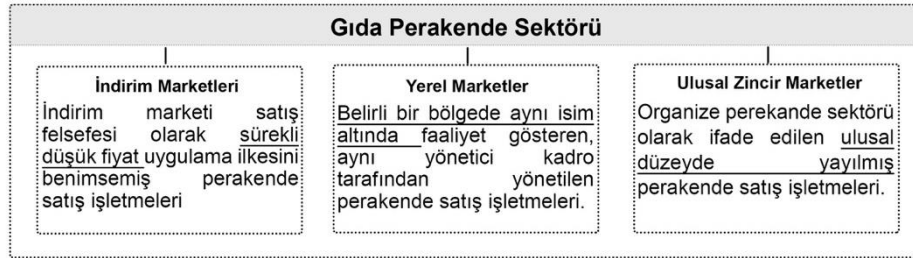 Gıda Perakende Sektörü
İndirim Marketleri
İndirim marketi satış
felsefesi olarak sürekli
düşük fiyat uygulama ilkesini
benimsemiş perakende
satış işletmeleri
Yerel Marketler
Belirli bir bölgede aynı isim
altında faaliyet gösteren,
aynı yönetici kadro
tarafından yönetilen
perakende satış işletmeleri.
Ulusal Zincir Marketler
Organize perekande sektörü
olarak ifade edilen ulusal
düzeyde yayılmış
perakende satış işletmeleri.